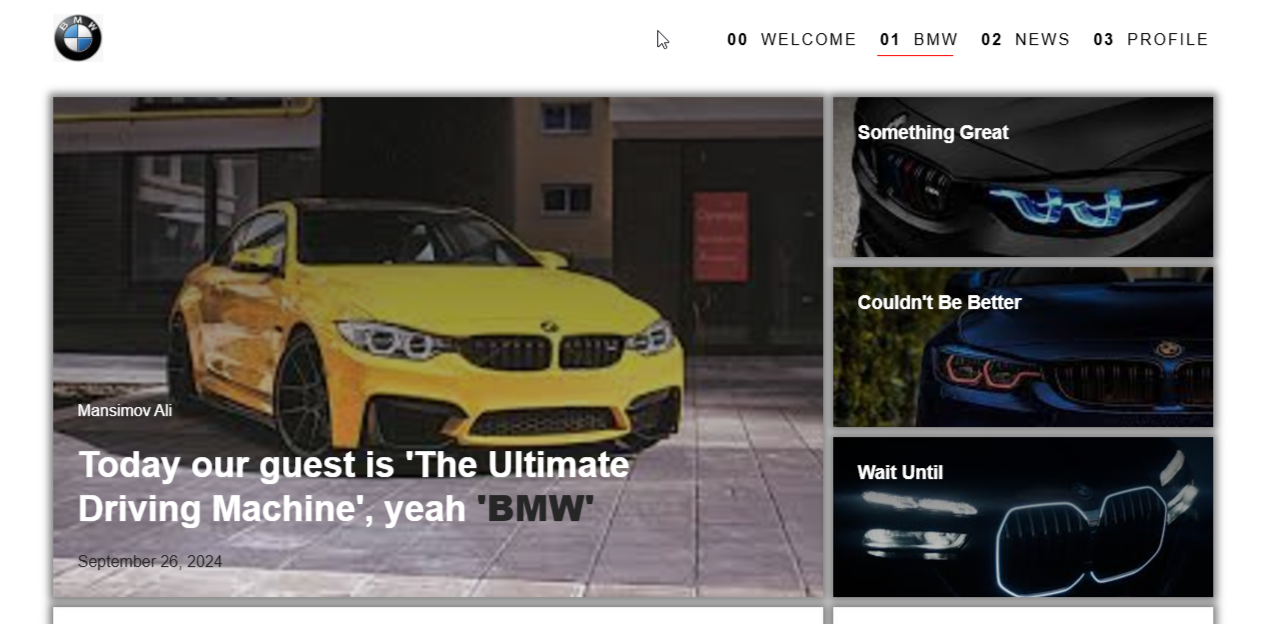 BMW
00 WELCOME 01 BMW 02 NEWS 03 PROFILE
Mansimov Ali
Today our guest is 'The Ultimate
Driving Machine', yeah 'BMW'
September 26, 2024
Something Great
Couldn't Be Better
Wait Until